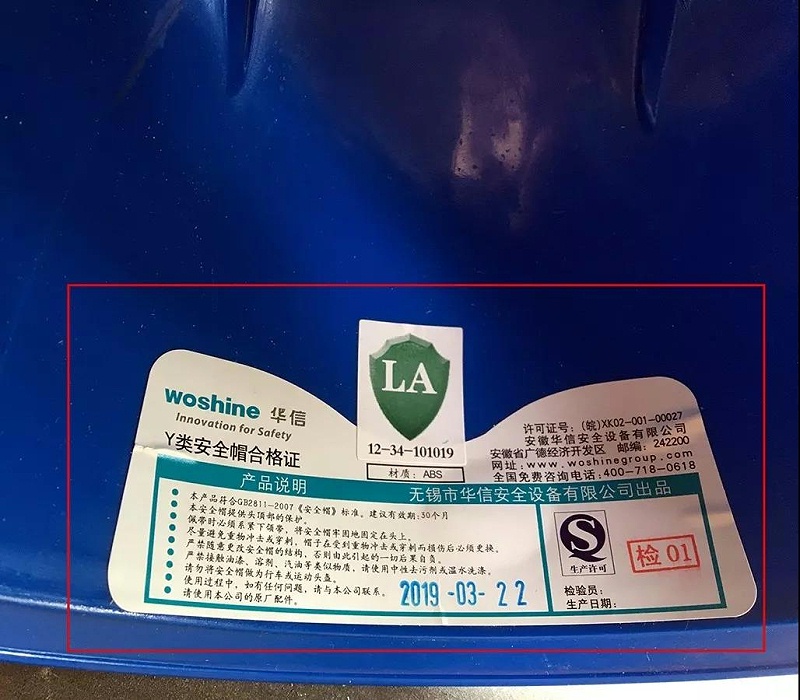 LA
12-34-101019
材质：ABS
woshine 华信
Innovation for Safety
Y类安全帽合格证
许可证号：(皖)XK02-001-00027
安徽华信安全设备有限公司
安徽省广德经济开发区 邮编：242200
网址：www.woshinegroup.com
全国免费咨询电话：400-718-0618
产品说明
无锡市华信安全设备有限公司出品
本产品符合GB2811-2007《安全帽》标准。建议有效期：30个月
本安全帽提供头顶部的保护。
佩带时必须系紧下领带，将安全帽牢固地固定在头上。
尽量避免重物冲击或穿刺，帽子在受到重物冲击或穿刺而损伤后必须更换。
严禁随意更改安全帽的结构，否则由此引起的一切后果自负。
严禁接触油漆、溶剂、汽油等类似物质，请使用中性去污剂或温水洗涤。
请勿将安全帽做为行车或运动头盔。
使用过程中，如有任何问题，请与本公司联系。
请使用本公司的原厂配件。
2019-03-22
S
生产许可
检 01
检验员：
生产日期：